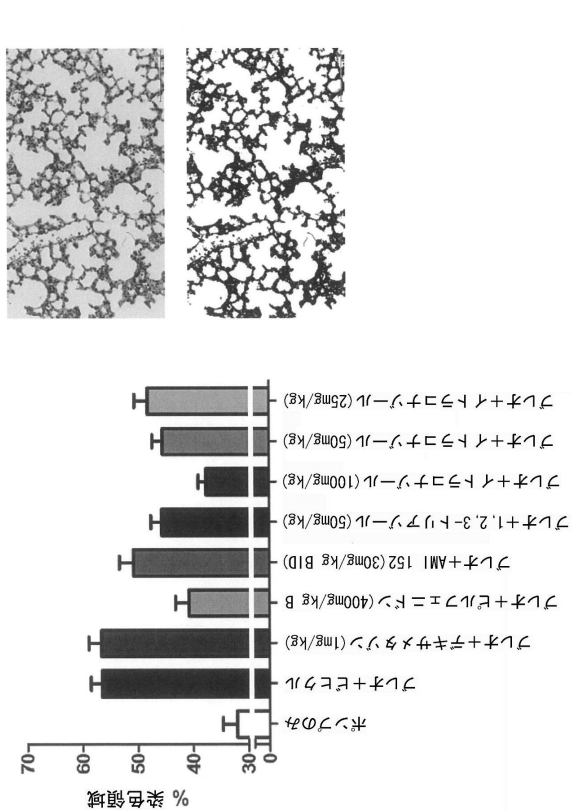 % 染色領域
70
60
50
40
30
0
ポンプのみ
ブレオ+ビヒクル
ブレオ+デキサメタゾン (1mg/kg)
ブレオ+ピルフェニドン (400mg/kg B
ブレオ+AMI 152 (30mg/kg BID)
ブレオ+1,2,3-トリアゾール (50mg/kg)
ブレオ+イトラコナゾール (100mg/kg)
ブレオ+イトラコナゾール (50mg/kg)
ブレオ+イトラコナゾール (25mg/kg)